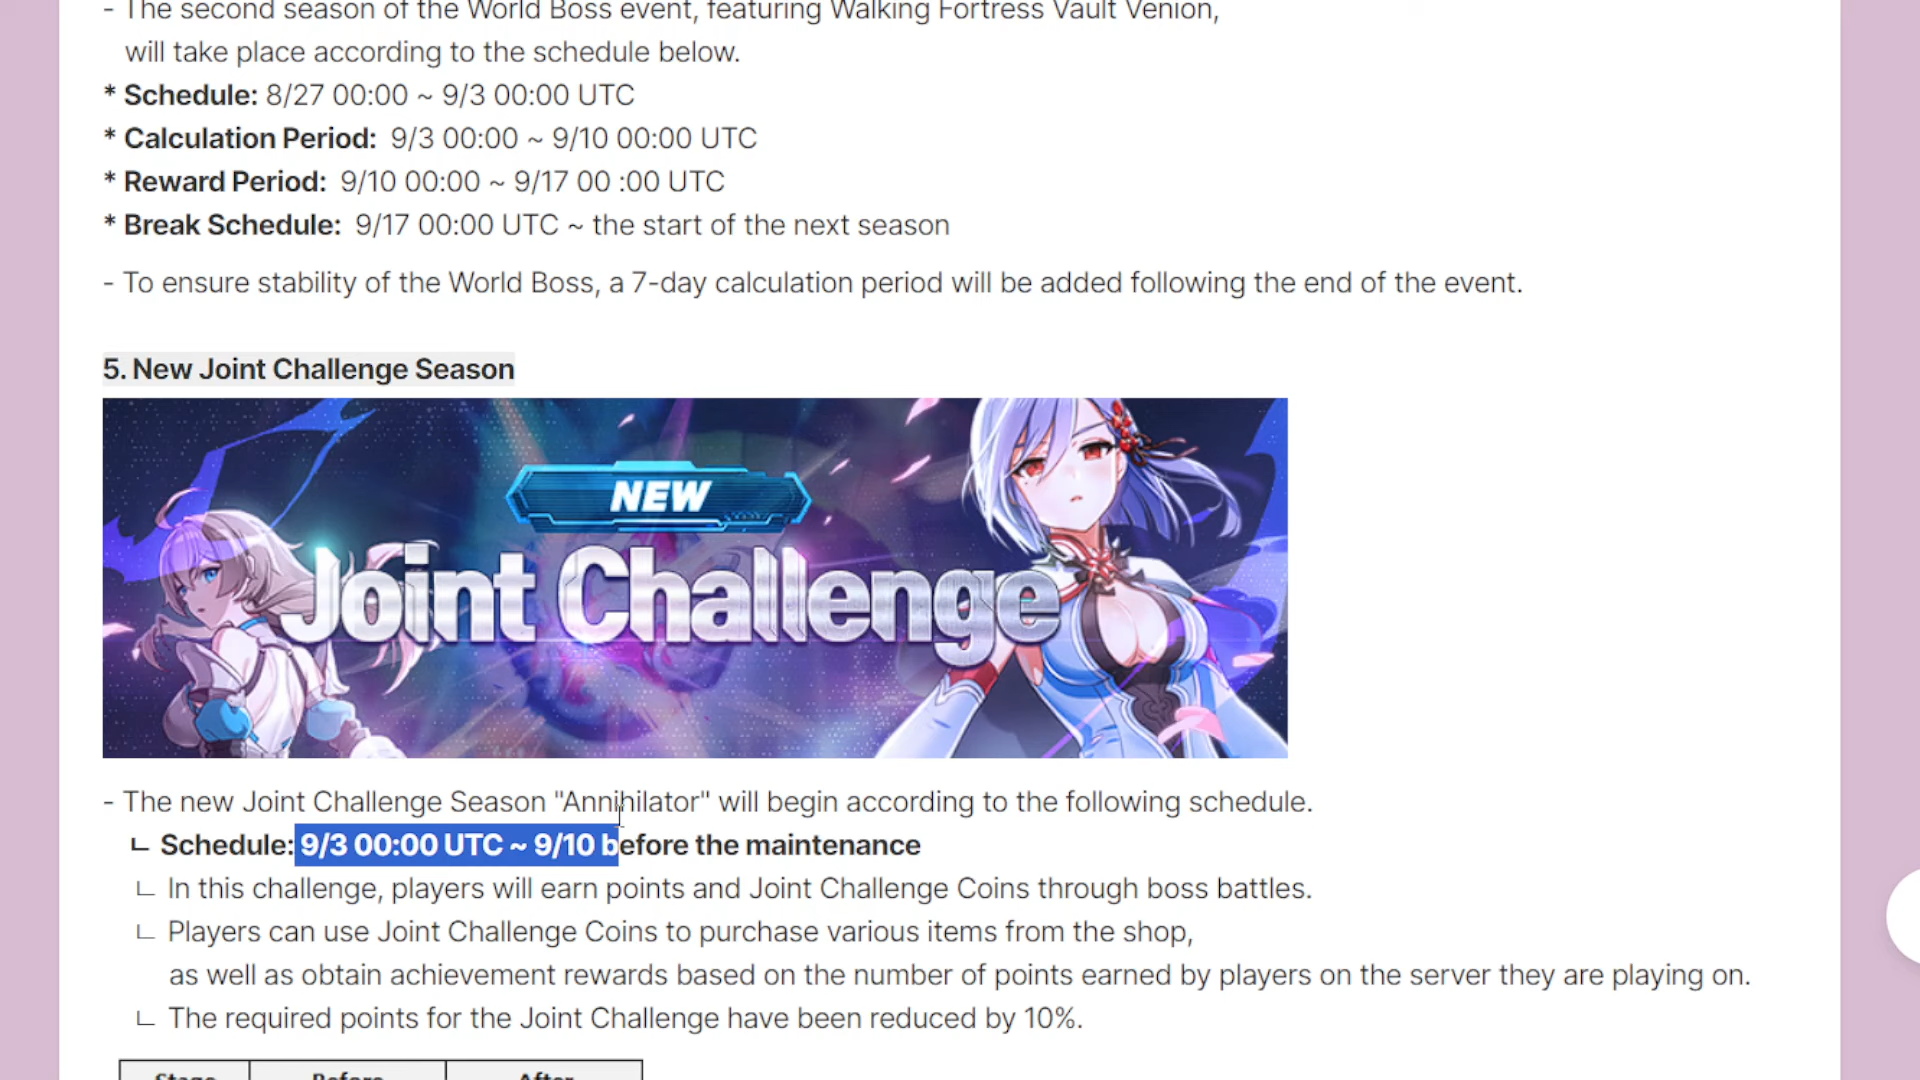 - The second season of the World Boss event, featuring Walking Fortress Vault Venion,
will take place according to the schedule below.
* Schedule: 8/27 00:00 ~ 9/3 00:00 UTC
* Calculation Period: 9/3 00:00 ~ 9/10 00:00 UTC
* Reward Period: 9/10 00:00 ~ 9/17 00 :00 UTC
* Break Schedule: 9/17 00:00 UTC ~ the start of the next season
- To ensure stability of the World Boss, a 7-day calculation period will be added following the end of the event.
5. New Joint Challenge Season
NEW
Joint Challenge
- The new Joint Challenge Season "Annihilator" will begin according to the following schedule.
ㄴ Schedule: 9/3 00:00 UTC ~ 9/10 before the maintenance
ㄴ In this challenge, players will earn points and Joint Challenge Coins through boss battles.
ㄴ Players can use Joint Challenge Coins to purchase various items from the shop,
as well as obtain achievement rewards based on the number of points earned by players on the server they are playing on.
ㄴ The required points for the Joint Challenge have been reduced by 10%.
Stage Before After